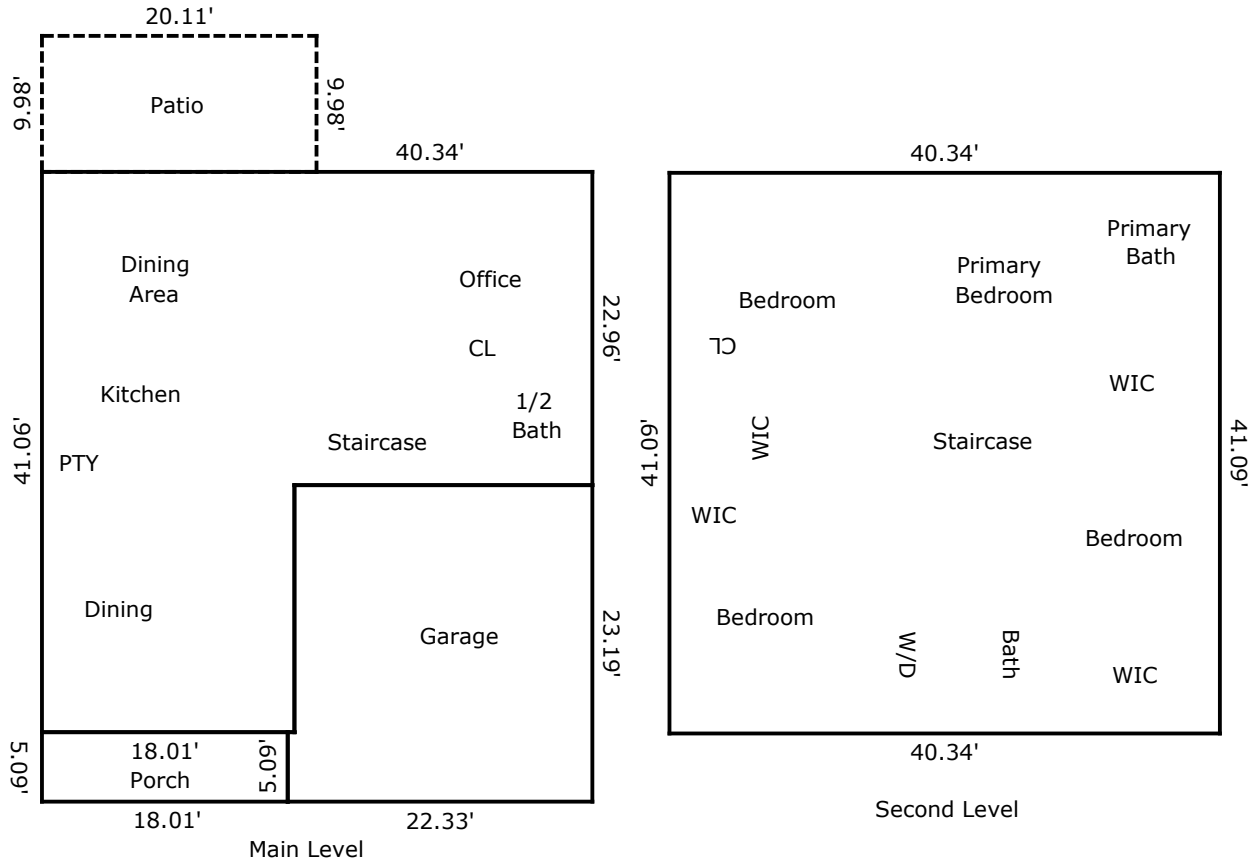 20.11'
9.98'
Patio
9.98'
40.34'
Dining
Area
Office
22.96'
CL
Kitchen
1/2
Bath
41.06'
Staircase
PTY
Dining
Garage
23.19'
5.09'
18.01'
Porch
5.09'
18.01'
22.33'
Main Level
40.34'
Primary
Bath
Primary
Bedroom
Bedroom
CL
WIC
WIC
41.09'
Staircase
41.09'
WIC
Bedroom
Bedroom
W/D
Bath
WIC
40.34'
Second Level